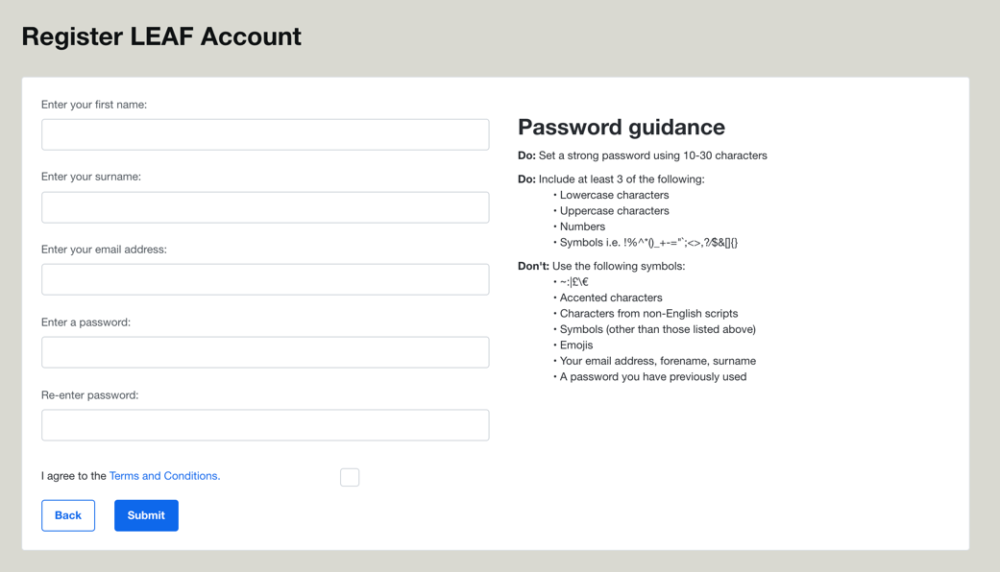 Register LEAF Account
Enter your first name:
Enter your surname:
Enter your email address:
Enter a password:
Re-enter password:
I agree to the Terms and Conditions.
Back
Submit
Password guidance
Do: Set a strong password using 10-30 characters
Do: Include at least 3 of the following:
• Lowercase characters
• Uppercase characters
• Numbers
• Symbols i.e. !%^*()_+-="`;<>,?/$&[]{}
Don't: Use the following symbols:
• ~:|£\€
• Accented characters
• Characters from non-English scripts
• Symbols (other than those listed above)
• Emojis
• Your email address, forename, surname
• A password you have previously used